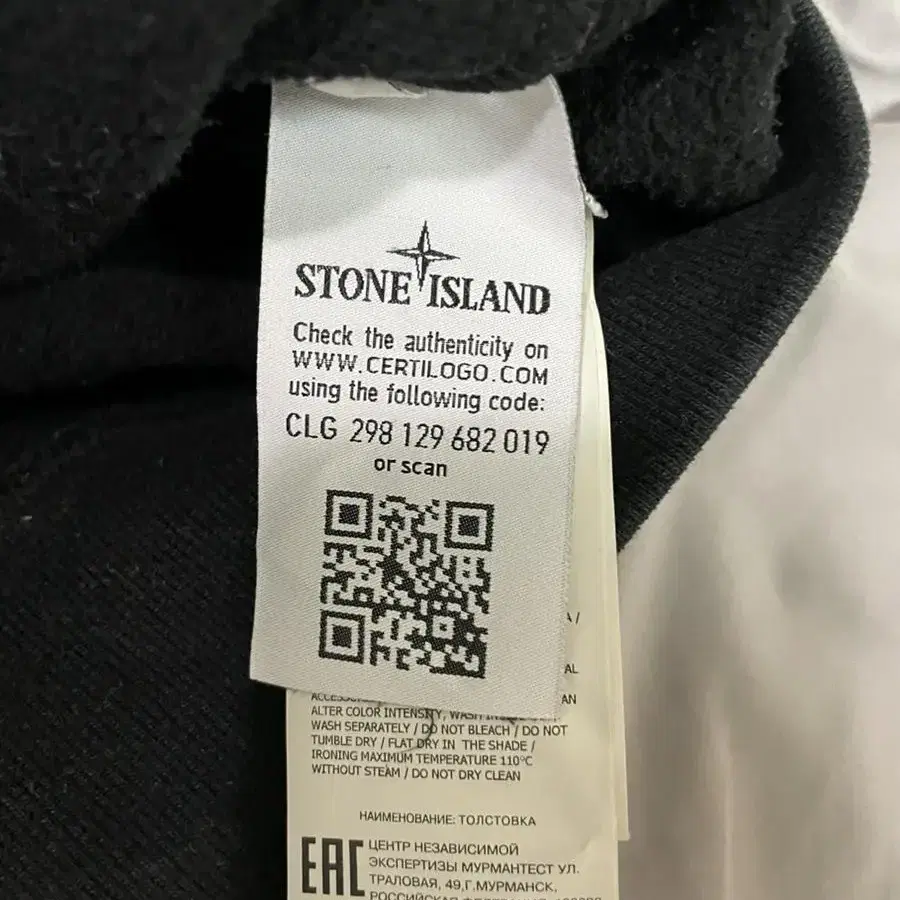 STONE ISLAND
Check the authenticity on
WWW.CERTILOGO.COM
using the following code:
CLG 298 129 682 019
or scan
A /
AL
AN
ALTER COLOR INTENSITY, WASH
WASH SEPARATELY / DO NOT BLEACH / DO NOT
TUMBLE DRY / FLAT DRY IN THE SHADE /
IRONING MAXIMUM TEMPERATURE 110°C
WITHOUT STEAM / DO NOT DRY CLEAN
НАИМЕНОВАНИЕ: ТОЛСТОВКА
EAC
ЦЕНТР НЕЗАВИСИМОЙ
ЭКСПЕРТИЗЫ МУРМАНТЕСТ УЛ.
ТРАЛОВАЯ, 49,Г.МУРМАНСК,